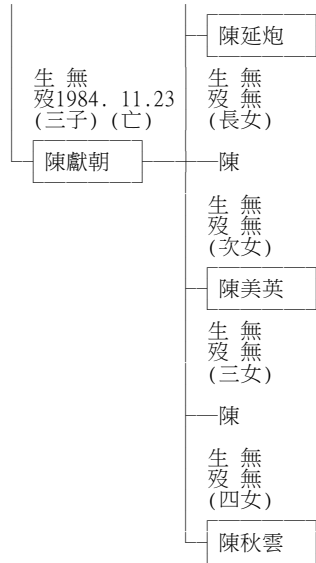 陳延炮
生 無
歿1984. 11.23
(三子) (亡)
陳獻朝
生 無
歿 無
(長女)
陳
生 無
歿 無
(次女)
陳美英
生 無
歿 無
(三女)
陳
生 無
歿 無
(四女)
陳秋雲